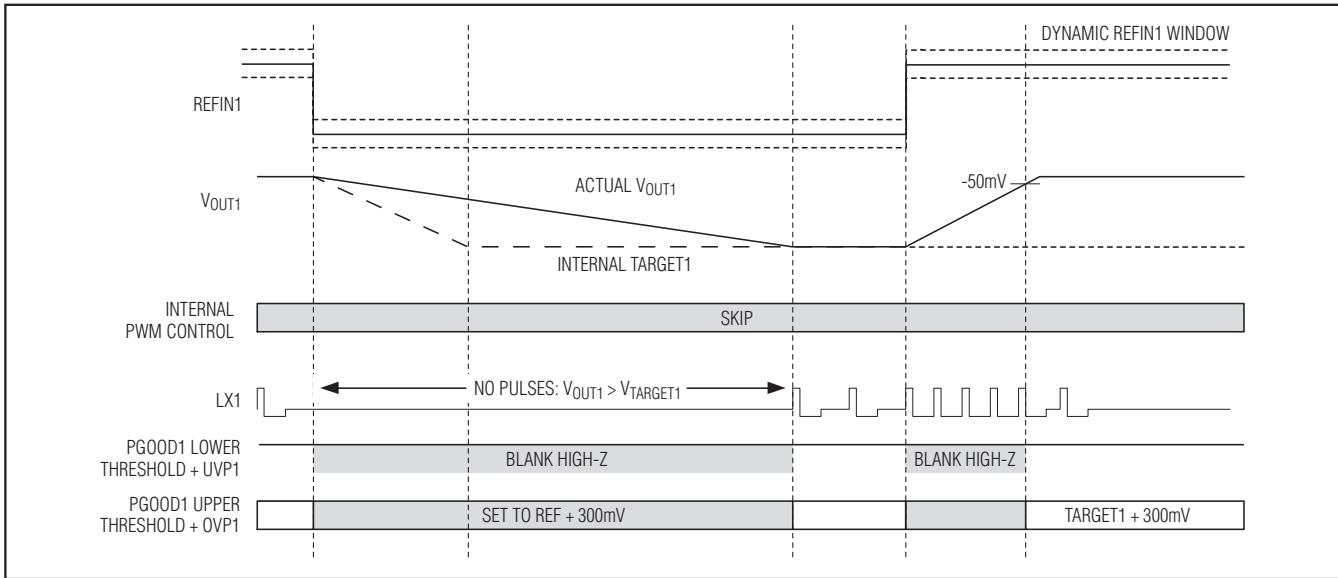 DYNAMIC REFIN1 WINDOW
REFIN1
ACTUAL VOUT1
-50mV
VOUT1
INTERNAL TARGET1
INTERNAL
PWM CONTROL
SKIP
NO PULSES: VOUT1 > VTARGET1
LX1
PGOOD1 LOWER
THRESHOLD + UVP1
BLANK HIGH-Z
BLANK HIGH-Z
PGOOD1 UPPER
THRESHOLD + OVP1
SET TO REF + 300mV
TARGET1 + 300mV